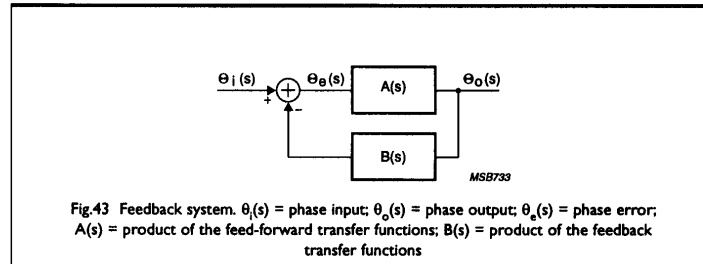 Θi(s)
+
-
Θe(s)
A(s)
Θo(s)
B(s)
MSB733
Fig.43 Feedback system. θi(s) = phase input; θo(s) = phase output; θe(s) = phase error;
A(s) = product of the feed-forward transfer functions; B(s) = product of the feedback
transfer functions